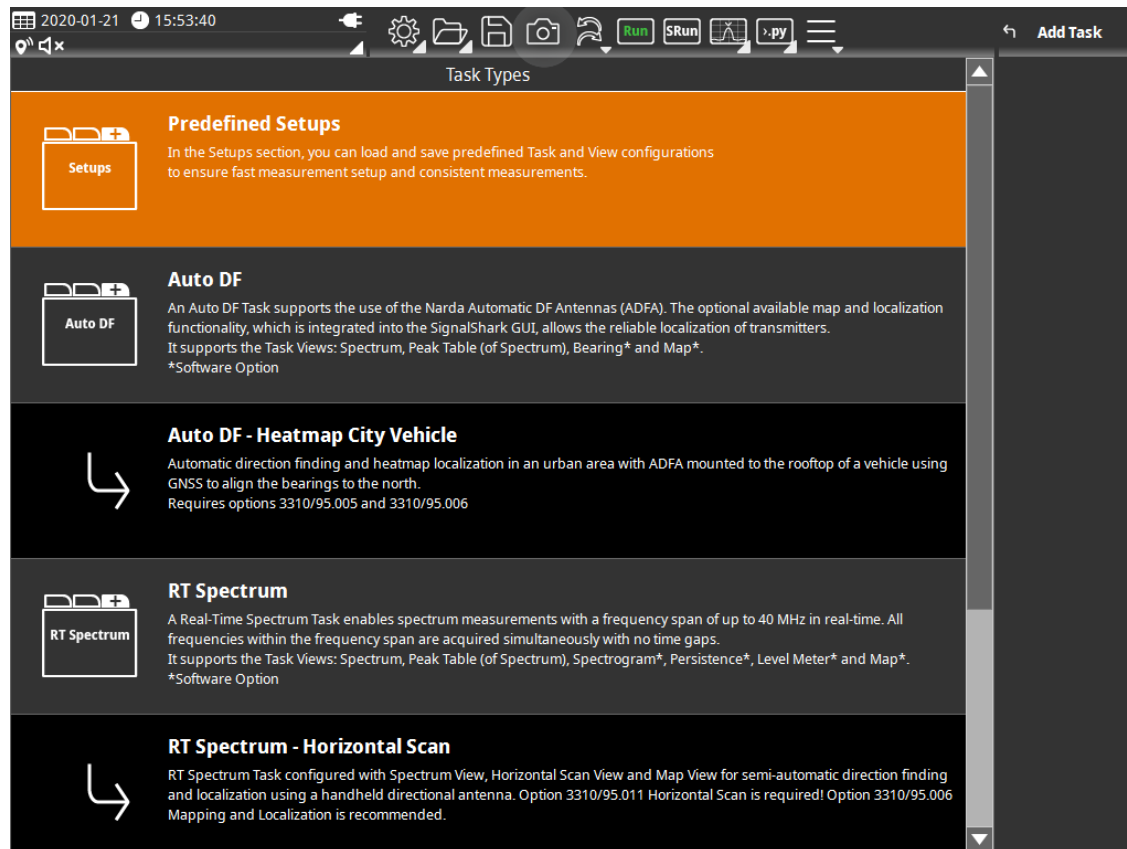 2020-01-21 15:53:40
Run SRun >.py
Add Task
Task Types
Setups
Predefined Setups
In the Setups section, you can load and save predefined Task and View configurations
to ensure fast measurement setup and consistent measurements.
Auto DF
Auto DF
An Auto DF Task supports the use of the Narda Automatic DF Antennas (ADFA). The optional available map and localization
functionality, which is integrated into the SignalShark GUI, allows the reliable localization of transmitters.
It supports the Task Views: Spectrum, Peak Table (of Spectrum), Bearing* and Map*.
*Software Option
Auto DF - Heatmap City Vehicle
Automatic direction finding and heatmap localization in an urban area with ADFA mounted to the rooftop of a vehicle using
GNSS to align the bearings to the north.
Requires options 3310/95.005 and 3310/95.006
RT Spectrum
RT Spectrum
A Real-Time Spectrum Task enables spectrum measurements with a frequency span of up to 40 MHz in real-time. All
frequencies within the frequency span are acquired simultaneously with no time gaps.
It supports the Task Views: Spectrum, Peak Table (of Spectrum), Spectrogram*, Persistence*, Level Meter* and Map*.
*Software Option
RT Spectrum - Horizontal Scan
RT Spectrum Task configured with Spectrum View, Horizontal Scan View and Map View for semi-automatic direction finding
and localization using a handheld directional antenna. Option 3310/95.011 Horizontal Scan is required! Option 3310/95.006
Mapping and Localization is recommended.